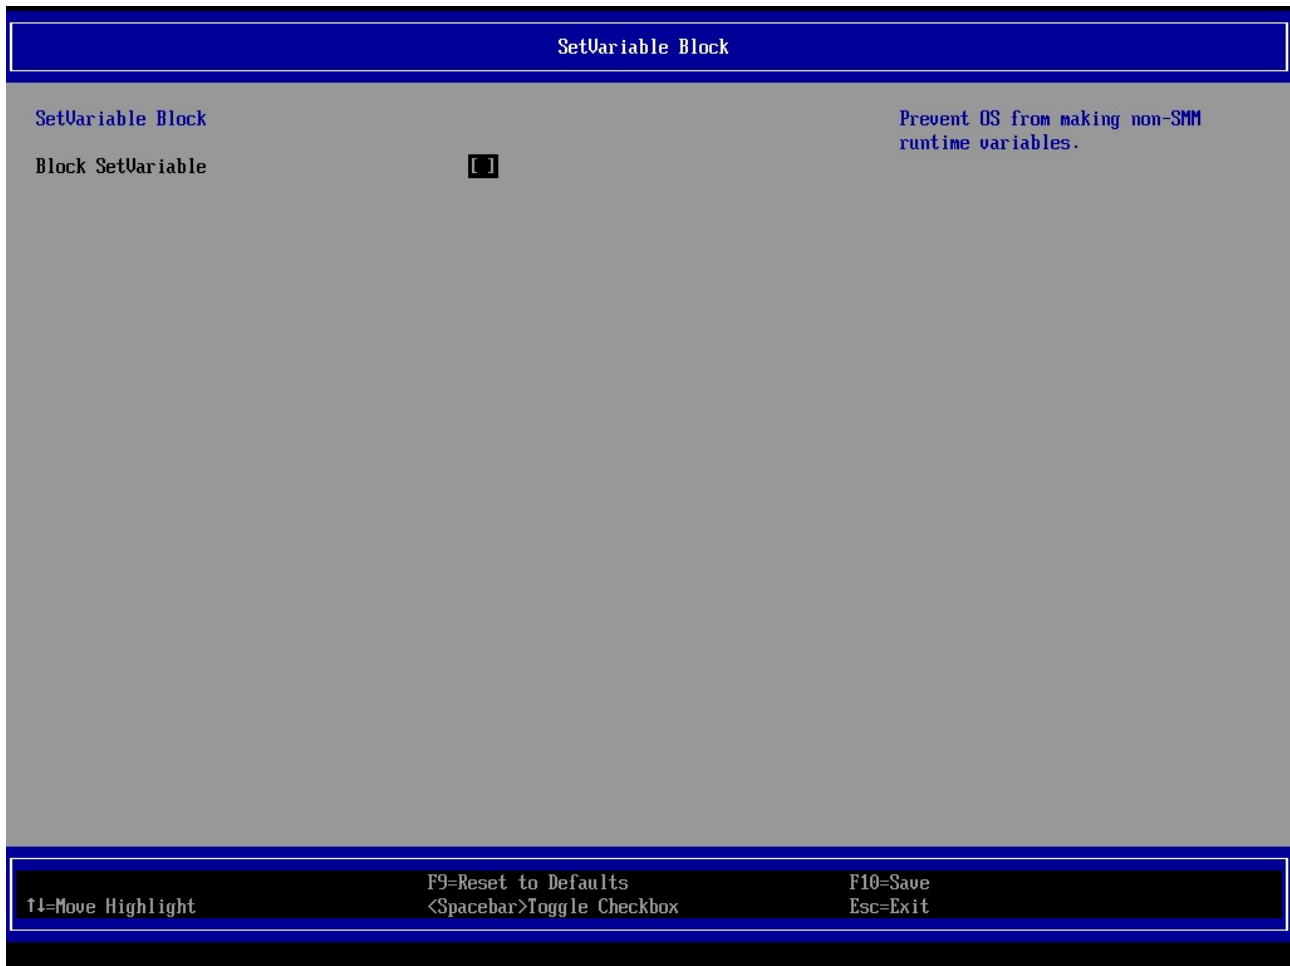 SetVariable Block
SetVariable Block
Prevent OS from making non-SMM
runtime variables.
Block SetVariable [ ]
F9=Reset to Defaults F10=Save
↑↓=Move Highlight <Spacebar>Toggle Checkbox Esc=Exit